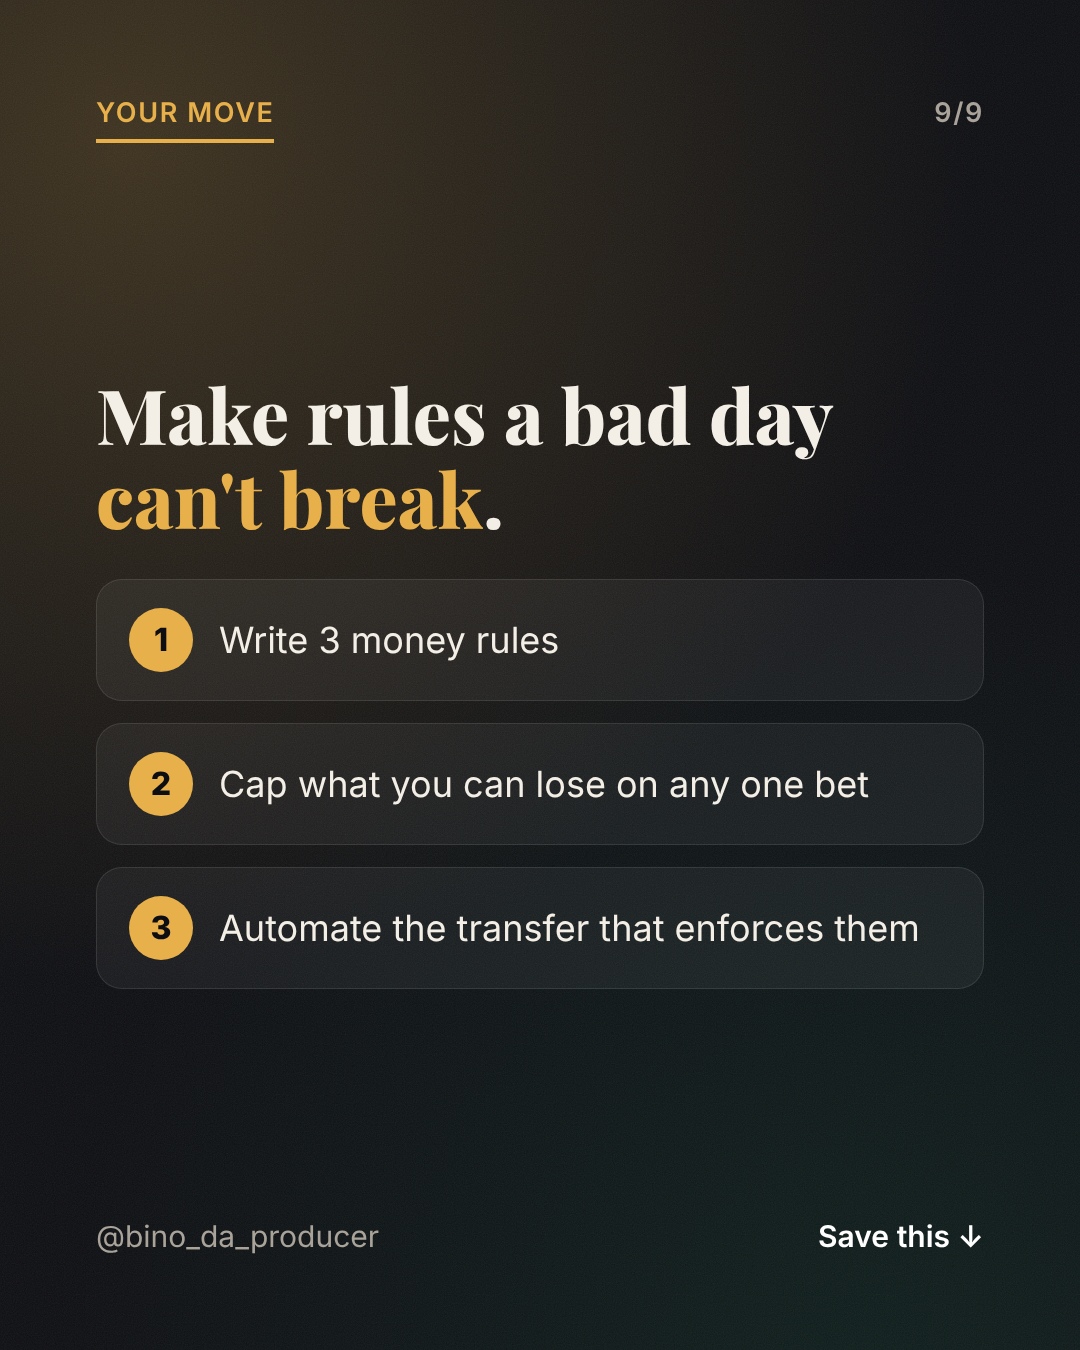 YOUR MOVE
9/9
Make rules a bad day
can't break.
1 Write 3 money rules
2 Cap what you can lose on any one bet
3 Automate the transfer that enforces them
@bino_da_producer
Save this ↓